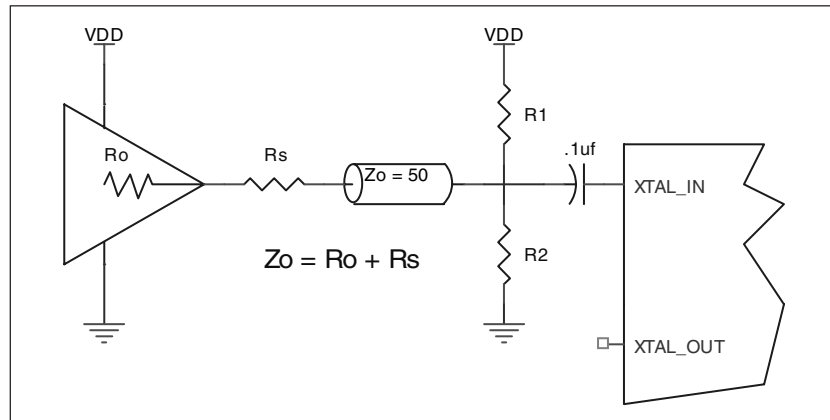 VDD
VDD
R1
Ro
Rs
Zo = 50
.1uf
XTAL_IN
Zo = Ro + Rs
R2
XTAL_OUT